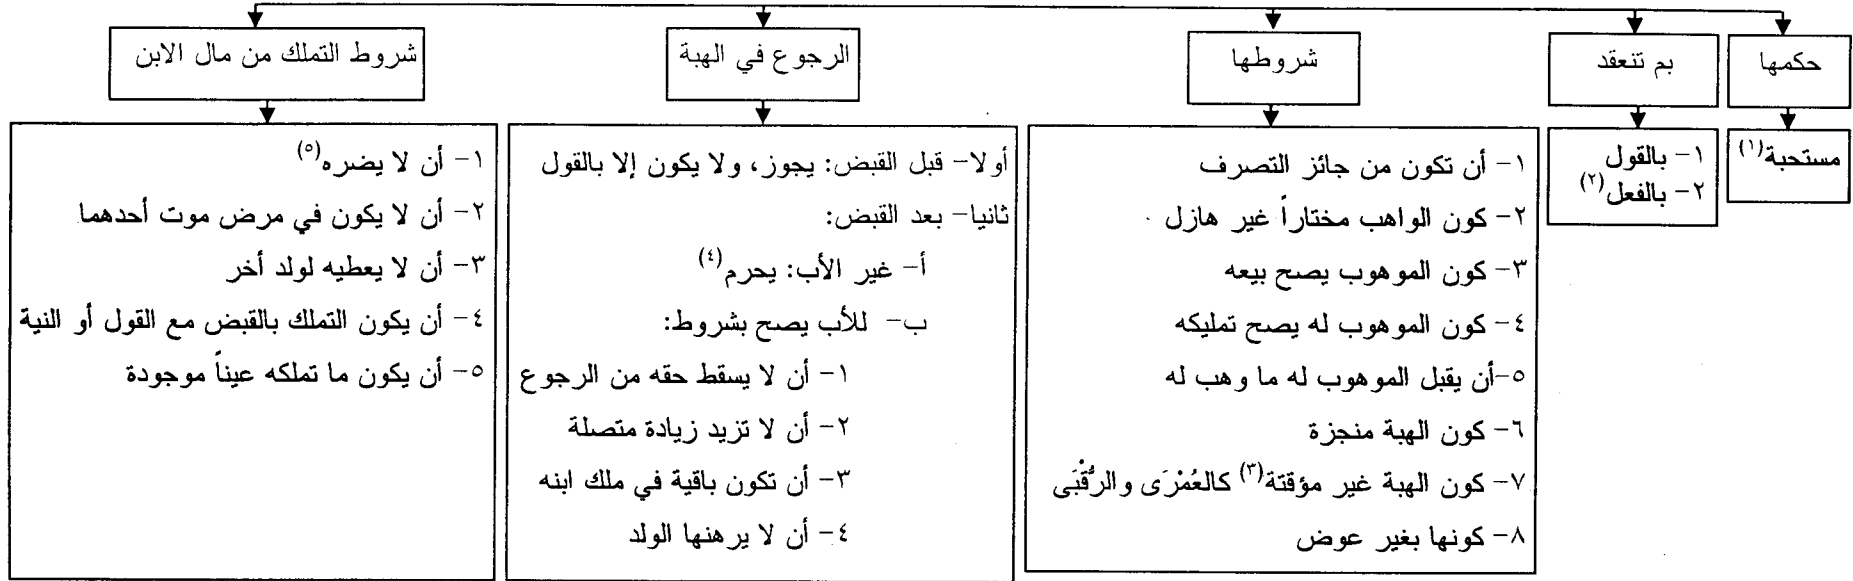 حكمها
مستحبة(١)
بم تنعقد
١- بالقول
٢- بالفعل(٢)
شروطها
١- أن تكون من جائز التصرف
٢- كون الواهب مختاراً غير هازل
٣- كون الموهوب يصح بيعه
٤- كون الموهوب له يصح تمليكه
٥-أن يقبل الموهوب له ما وهب له
٦- كون الهبة منجزة
٧- كون الهبة غير مؤقتة(٣) كالعُمْرَى والرُّقْبَى
٨- كونها بغير عوض
الرجوع في الهبة
أولا- قبل القبض: يجوز، ولا يكون إلا بالقول
ثانيا- بعد القبض:
أ- غير الأب: يحرم(٤)
ب- للأب يصح بشروط:
١- أن لا يسقط حقه من الرجوع
٢- أن لا تزيد زيادة متصلة
٣- أن تكون باقية في ملك ابنه
٤- أن لا يرهنها الولد
شروط التملك من مال الابن
١- أن لا يضره(٥)
٢- أن لا يكون في مرض موت أحدهما
٣- أن لا يعطيه لولد أخر
٤- أن يكون التملك بالقبض مع القول أو النية
٥- أن يكون ما تملكه عيناً موجودة